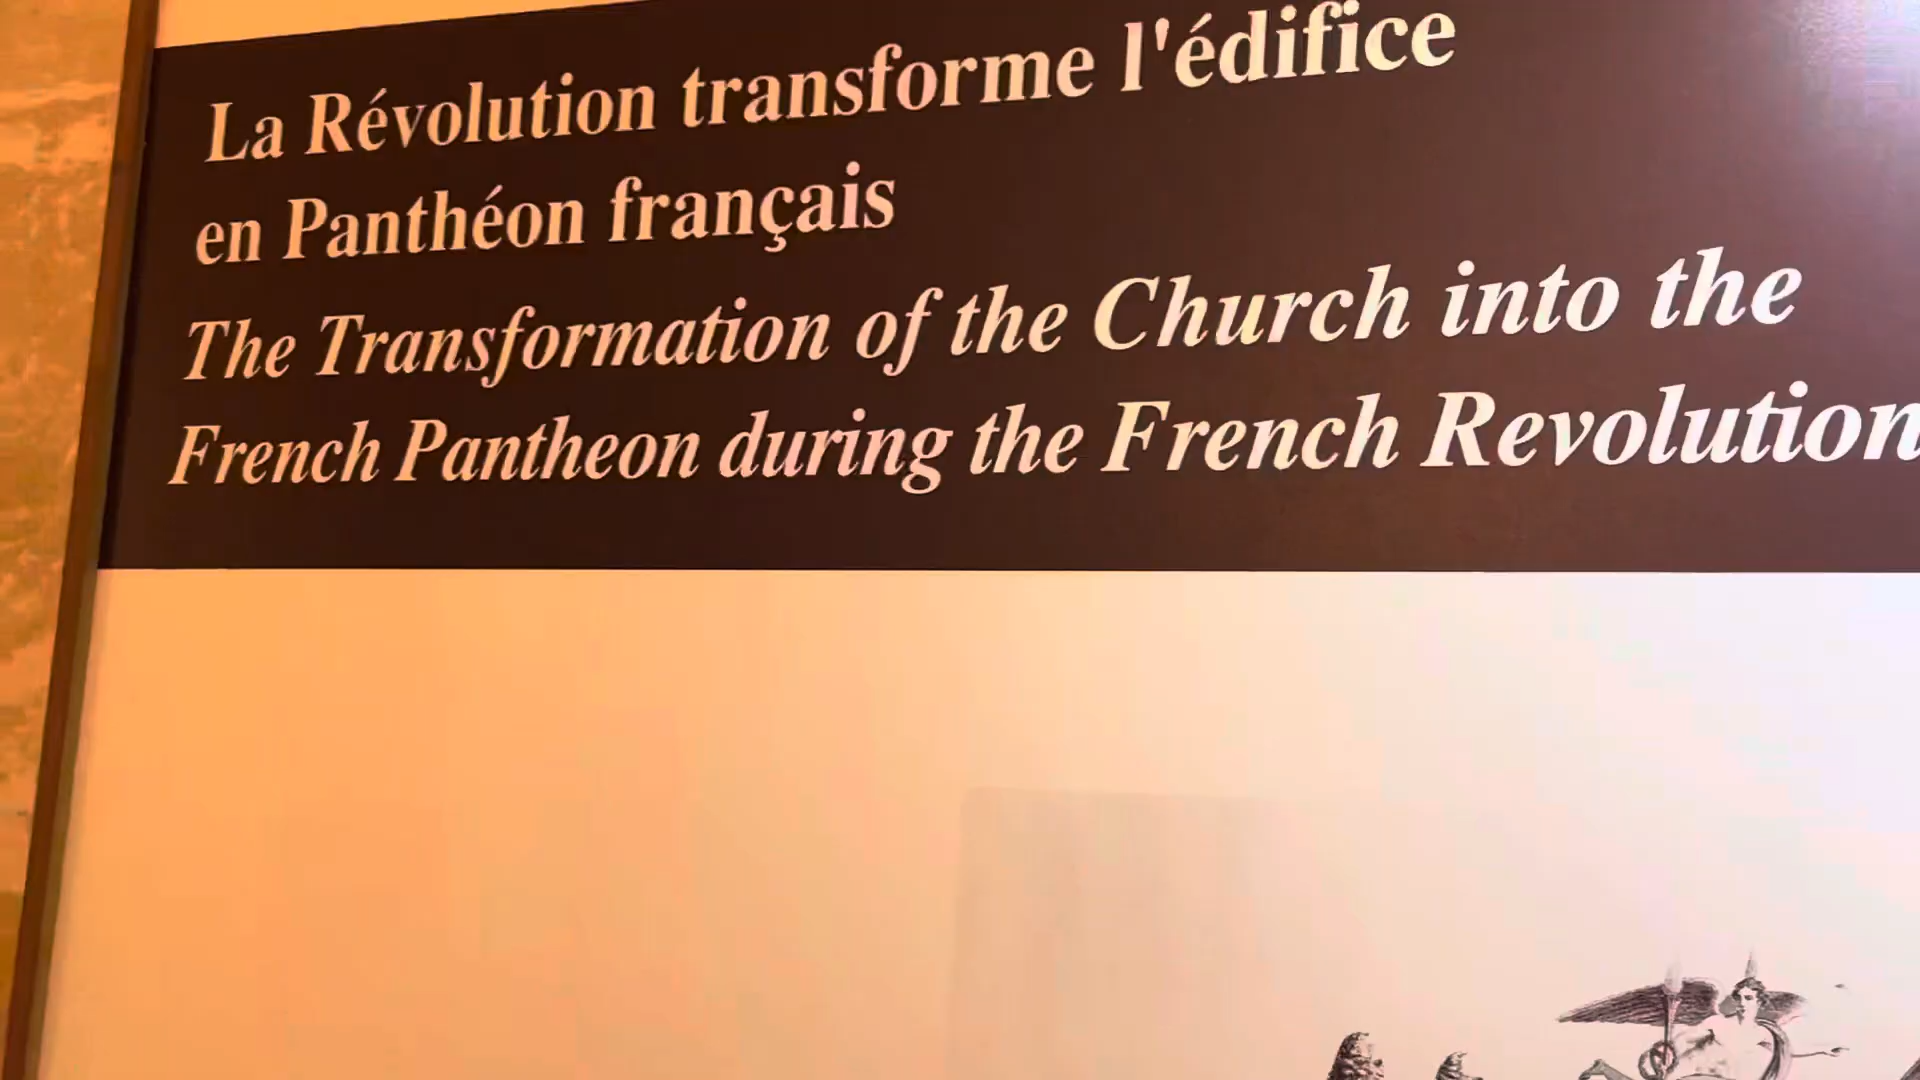 La Révolution transforme l'édifice
en Panthéon français
The Transformation of the Church into the
French Pantheon during the French Revolution